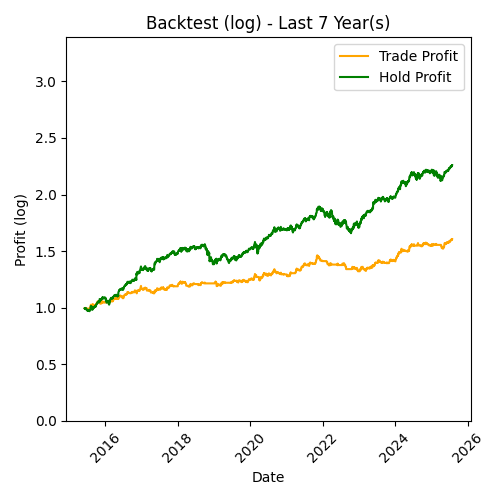 Backtest (log) - Last 7 Year(s)
Trade Profit
Hold Profit
Profit (log)
3.0
2.5
2.0
1.5
1.0
0.5
0.0
2016
2018
2020
2022
2024
2026
Date